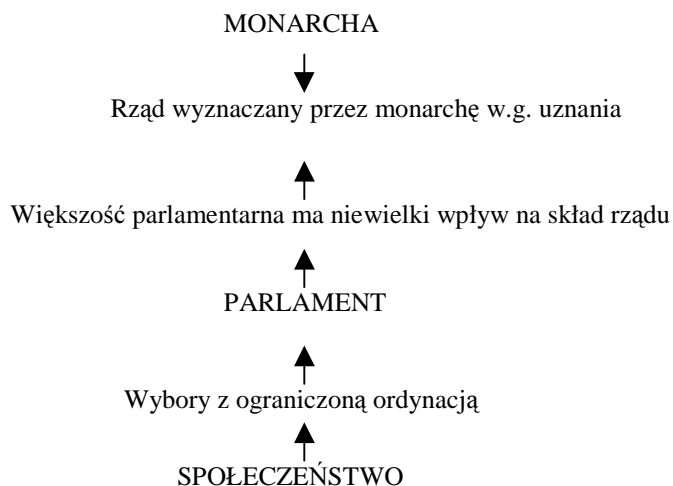 MONARCHA
Rząd wyznaczany przez monarchę w.g. uznania
Większość parlamentarna ma niewielki wpływ na skład rządu
PARLAMENT
Wybory z ograniczoną ordynacją
SPOŁECZEŃSTWO